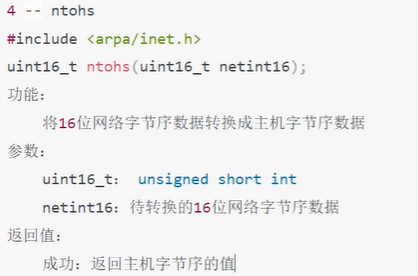 4 -- ntohs
#include <arpa/inet.h>
uint16_t ntohs(uint16_t netint16);
功能：
将16位网络字节序数据转换成主机字节序数据
参数：
uint16_t： unsigned short int
netint16：待转换的16位网络字节序数据
返回值：
成功：返回主机字节序的值